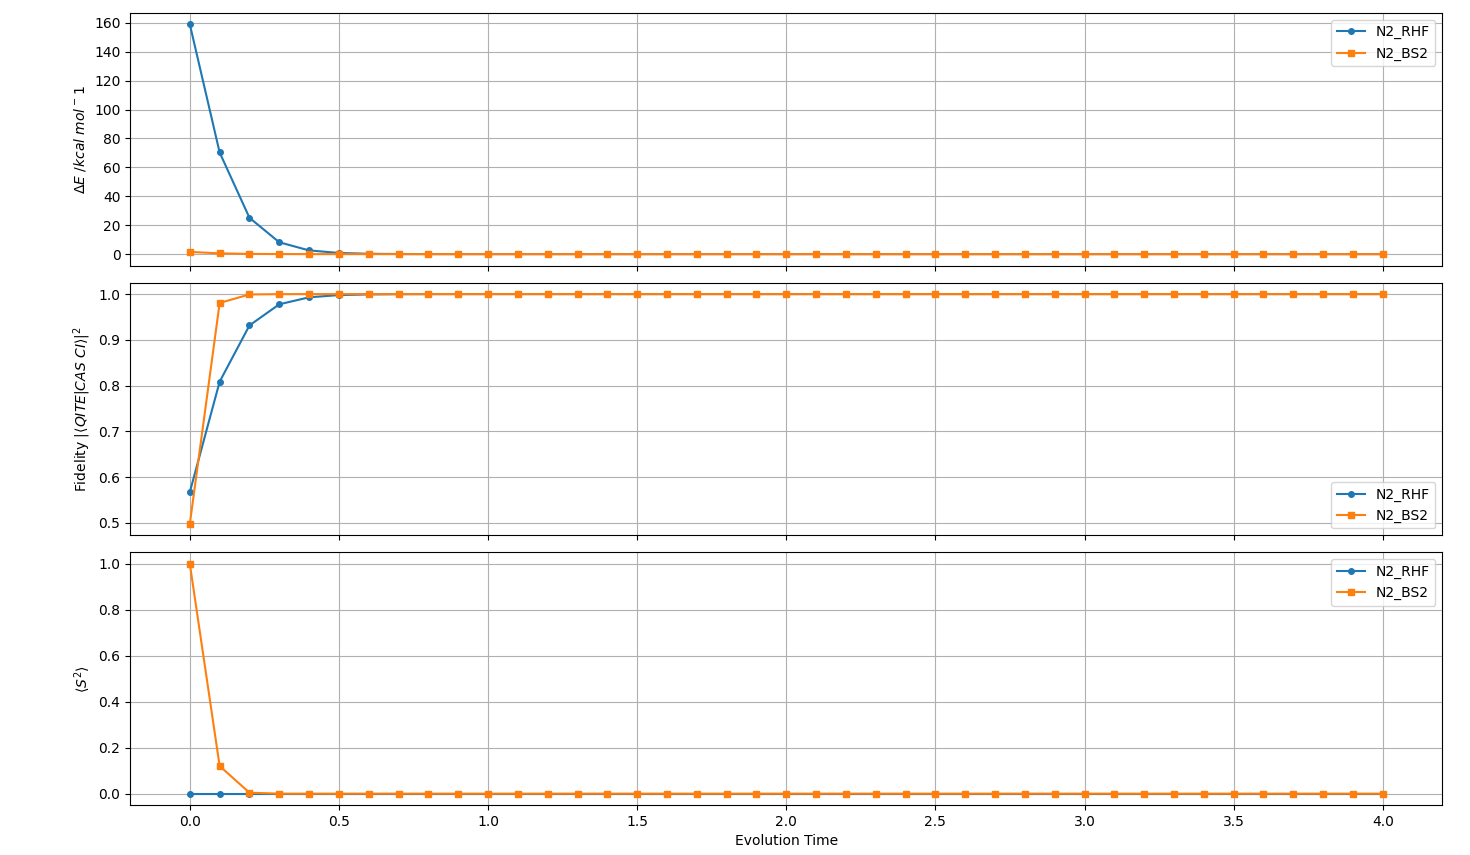 160
140
120
100
80
60
40
20
0
ΔE /kcal mol⁻1
N2_RHF
N2_BS2
1.0
0.9
0.8
0.7
0.6
0.5
Fidelity |⟨QITE|CAS CI⟩|²
N2_RHF
N2_BS2
1.0
0.8
0.6
0.4
0.2
0.0
⟨S²⟩
N2_RHF
N2_BS2
0.0 0.5 1.0 1.5 2.0 2.5 3.0 3.5 4.0
Evolution Time